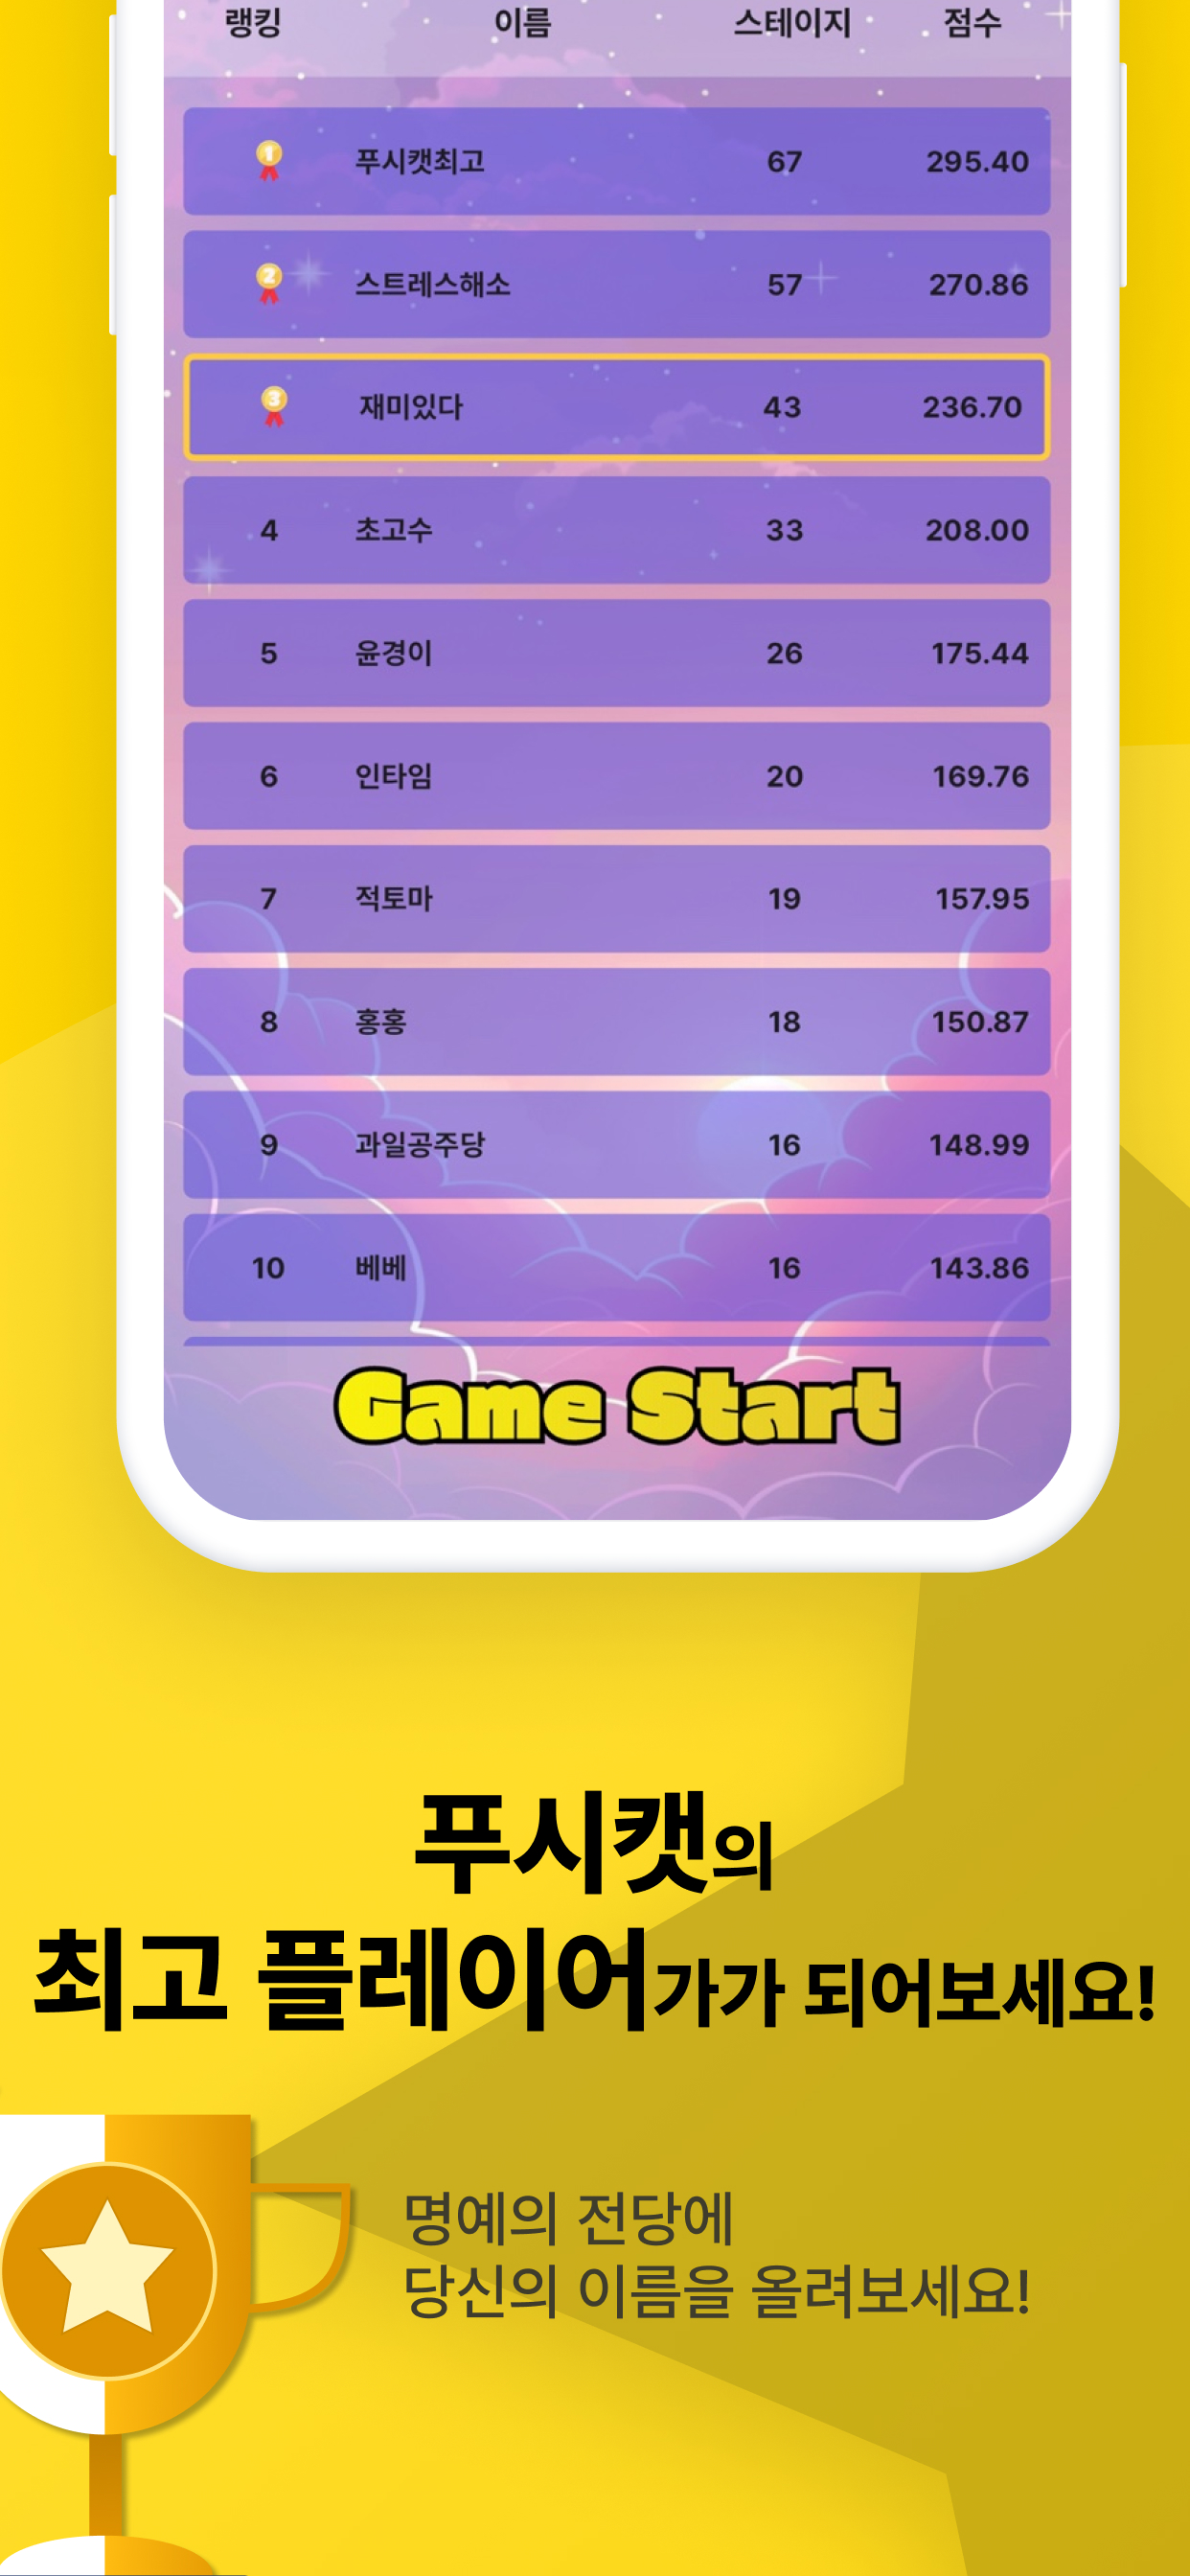 랭킹 이름 스테이지 점수
1 푸시캣최고 67 295.40
2 스트레스해소 57 270.86
3 재미있다 43 236.70
4 초고수 33 208.00
5 윤경이 26 175.44
6 인타임 20 169.76
7 적토마 19 157.95
8 홍홍 18 150.87
9 과일공주당 16 148.99
10 베베 16 143.86
Game Start
푸시캣의
최고 플레이어가가 되어보세요!
명예의 전당에
당신의 이름을 올려보세요!